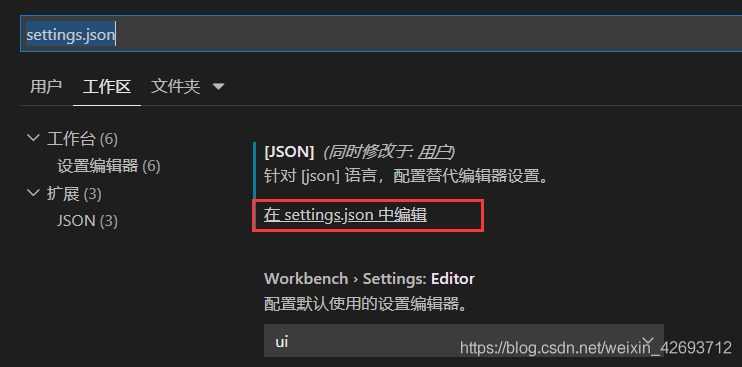 settings.json
用户 工作区 文件夹
工作台 (6)
设置编辑器 (6)
扩展 (3)
JSON (3)
[JSON] (同时修改于: 用户)
针对 [json] 语言，配置替代编辑器设置。
在 settings.json 中编辑
Workbench › Settings: Editor
配置默认使用的设置编辑器。
ui
https://blog.csdn.net/weixin_42693712